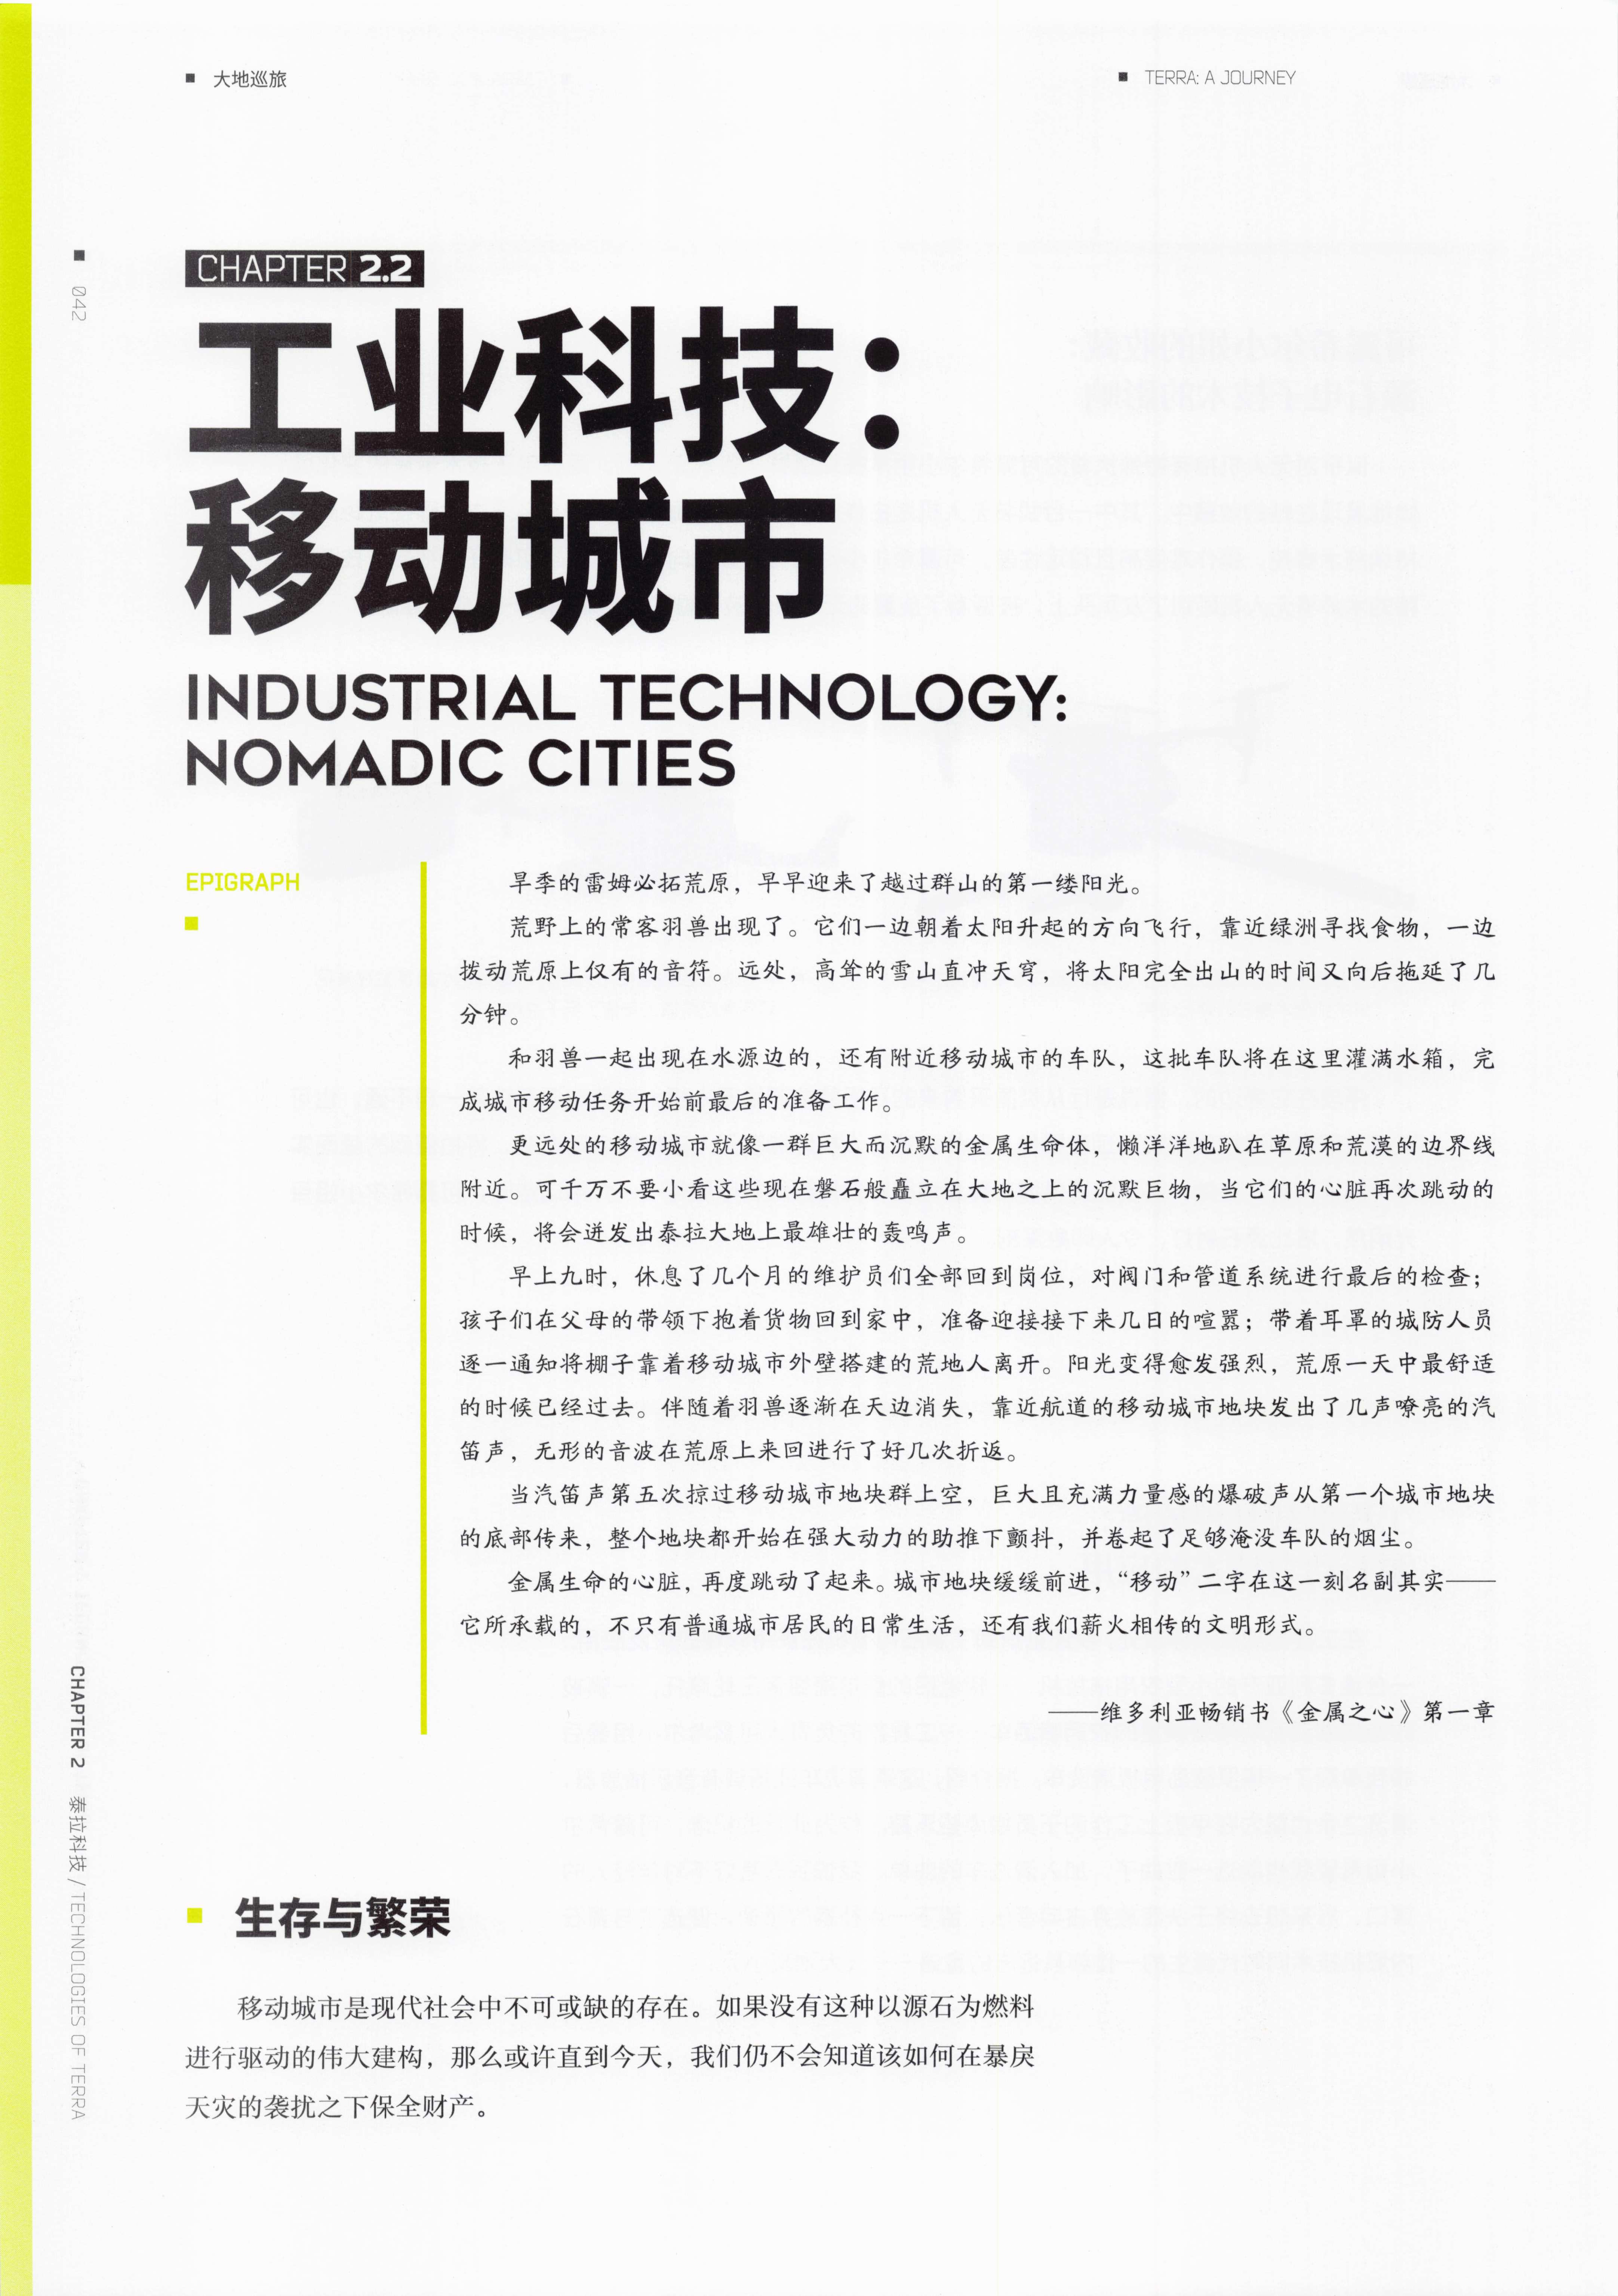 大地巡旅
TERRA: A JOURNEY
042
CHAPTER 2.2
工业科技：
移动城市
INDUSTRIAL TECHNOLOGY:
NOMADIC CITIES
EPIGRAPH
旱季的雷姆必拓荒原，早早迎来了越过群山的第一缕阳光。
荒野上的常客羽兽出现了。它们一边朝着太阳升起的方向飞行，靠近绿洲寻找食物，一边
拨动荒原上仅有的音符。远处，高耸的雪山直冲天穹，将太阳完全出山的时间又向后拖延了几
分钟。
和羽兽一起出现在水源边的，还有附近移动城市的车队，这批车队将在这里灌满水箱，完
成城市移动任务开始前最后的准备工作。
更远处的移动城市就像一群巨大而沉默的金属生命体，懒洋洋地趴在草原和荒漠的边界线
附近。可千万不要小看这些现在磐石般矗立在大地之上的沉默巨物，当它们的心脏再次跳动的
时候，将会迸发出泰拉大地上最雄壮的轰鸣声。
早上九时，休息了几个月的维护员们全部回到岗位，对阀门和管道系统进行最后的检查；
孩子们在父母的带领下抱着货物回到家中，准备迎接接下来几日的喧嚣；带着耳罩的城防人员
逐一通知将棚子靠着移动城市外壁搭建的荒地人离开。阳光变得愈发强烈，荒原一天中最舒适
的时候已经过去。伴随着羽兽逐渐在天边消失，靠近航道的移动城市地块发出了几声嘹亮的汽
笛声，无形的音波在荒原上来回进行了好几次折返。
当汽笛声第五次掠过移动城市地块群上空，巨大且充满力量感的爆破声从第一个城市地块
的底部传来，整个地块都开始在强大动力的助推下颤抖，并卷起了足够淹没车队的烟尘。
金属生命的心脏，再度跳动了起来。城市地块缓缓前进，“移动”二字在这一刻名副其实——
它所承载的，不只有普通城市居民的日常生活，还有我们薪火相传的文明形式。
——维多利亚畅销书《金属之心》第一章
生存与繁荣
移动城市是现代社会中不可或缺的存在。如果没有这种以源石为燃料
进行驱动的伟大建构，那么或许直到今天，我们仍不会知道该如何在暴戾
天灾的袭扰之下保全财产。
CHAPTER 2 泰拉科技 / TECHNOLOGIES OF TERRA